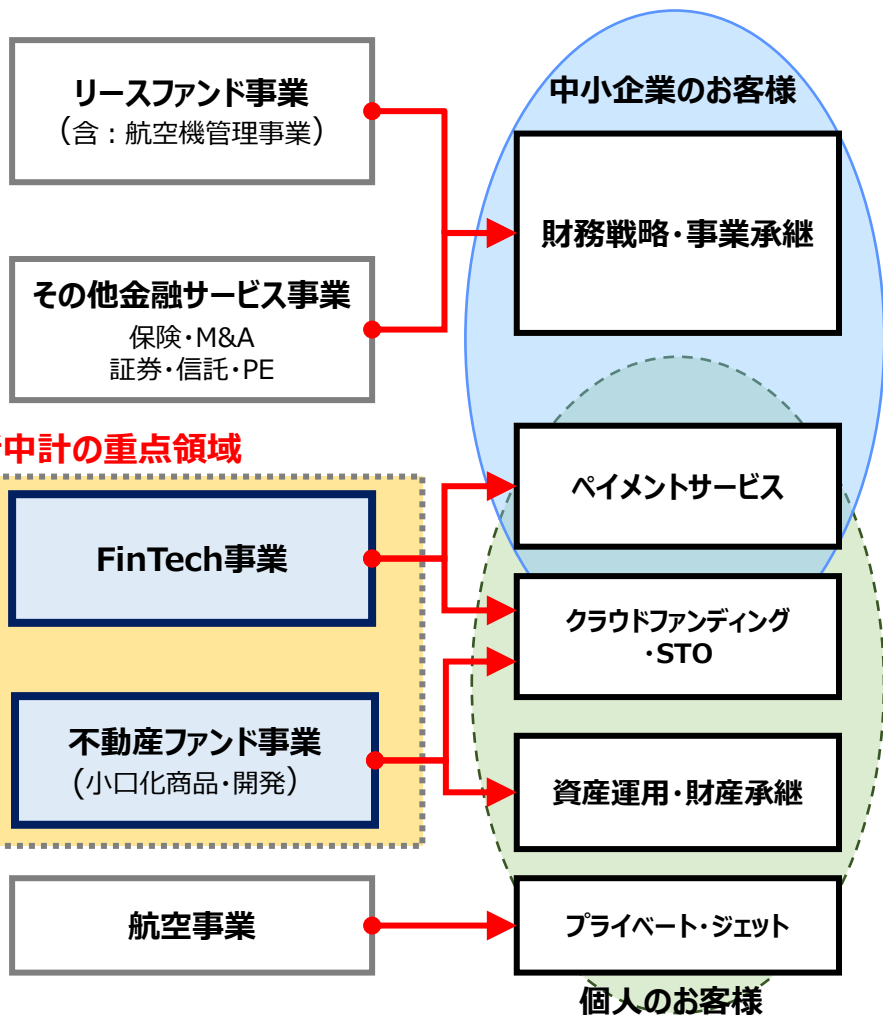 リースファンド事業
(含：航空機管理事業)
その他金融サービス事業
保険・M&A
証券・信託・PE
中計の重点領域
FinTech事業
不動産ファンド事業
(小口化商品・開発)
航空事業
中小企業のお客様
財務戦略・事業承継
ペイメントサービス
クラウドファンディング
・STO
資産運用・財産承継
プライベート・ジェット
個人のお客様